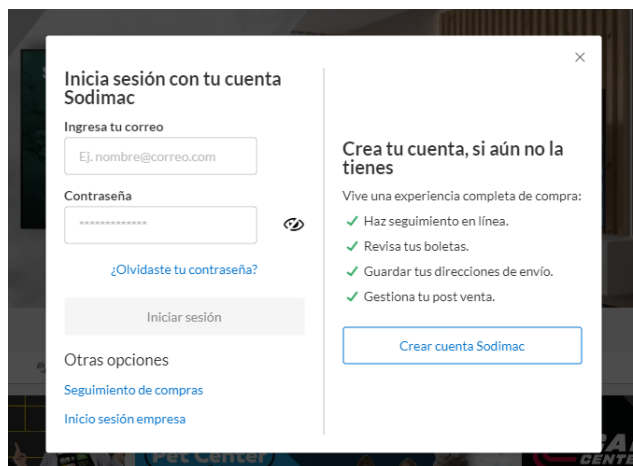 Inicia sesión con tu cuenta
Sodimac
Ingresa tu correo
Ej. nombre@correo.com
Contraseña
*************
¿Olvidaste tu contraseña?
Iniciar sesión
Otras opciones
Seguimiento de compras
Inicio sesión empresa
Crea tu cuenta, si aún no la
tienes
Vive una experiencia completa de compra:
Haz seguimiento en línea.
Revisa tus boletas.
Guardar tus direcciones de envío.
Gestiona tu post venta.
Crear cuenta Sodimac
Pet Center
CENTE